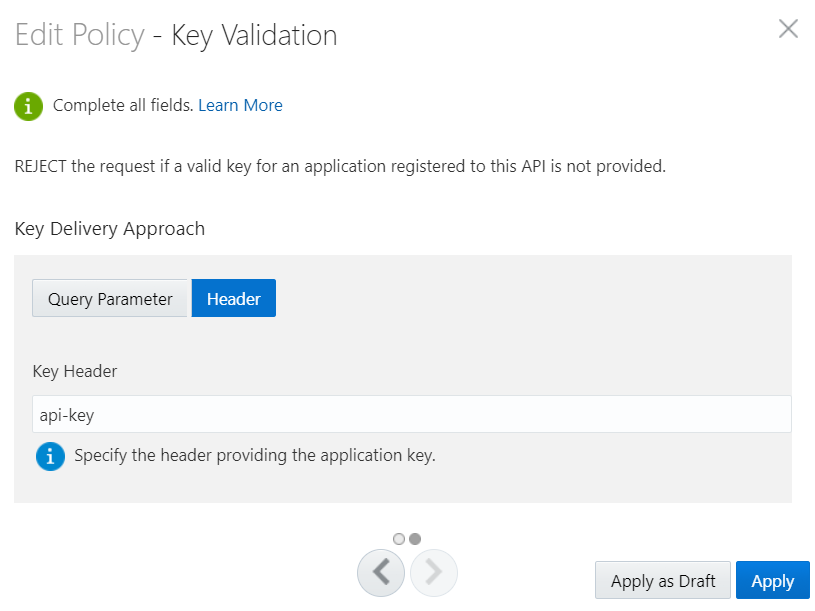 Edit Policy - Key Validation
Complete all fields. Learn More
REJECT the request if a valid key for an application registered to this API is not provided.
Key Delivery Approach
Query Parameter Header
Key Header
api-key
Specify the header providing the application key.
Apply as Draft Apply